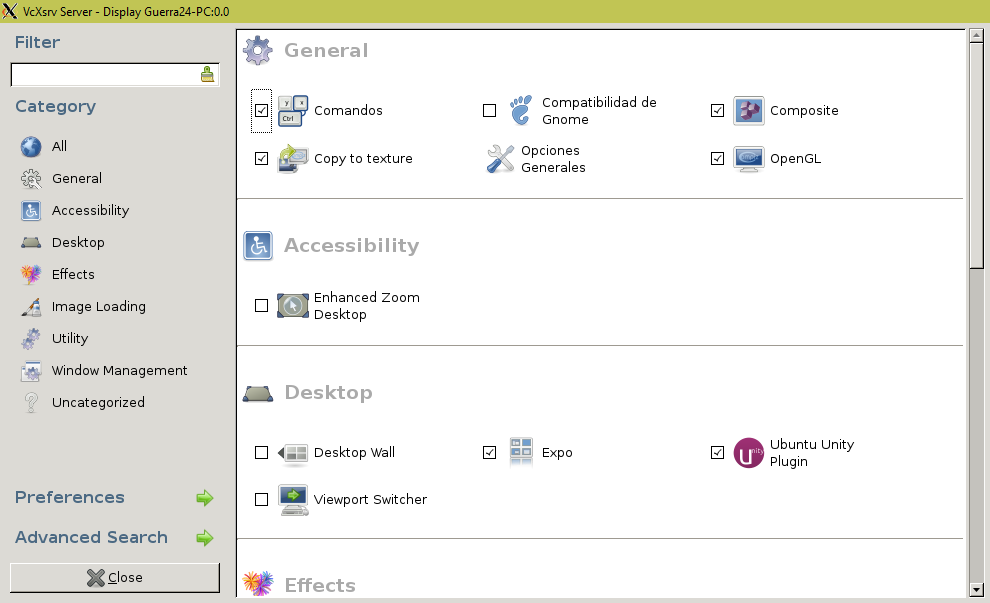 VcXsrv Server - Display Guerra24-PC:0.0
Filter
Category
All
General
Accessibility
Desktop
Effects
Image Loading
Utility
Window Management
Uncategorized
Preferences
Advanced Search
Close
General
Comandos
Compatibilidad de
Gnome
Composite
Copy to texture
Opciones
Generales
OpenGL
Accessibility
Enhanced Zoom
Desktop
Desktop
Desktop Wall
Expo
Ubuntu Unity
Plugin
Viewport Switcher
Effects